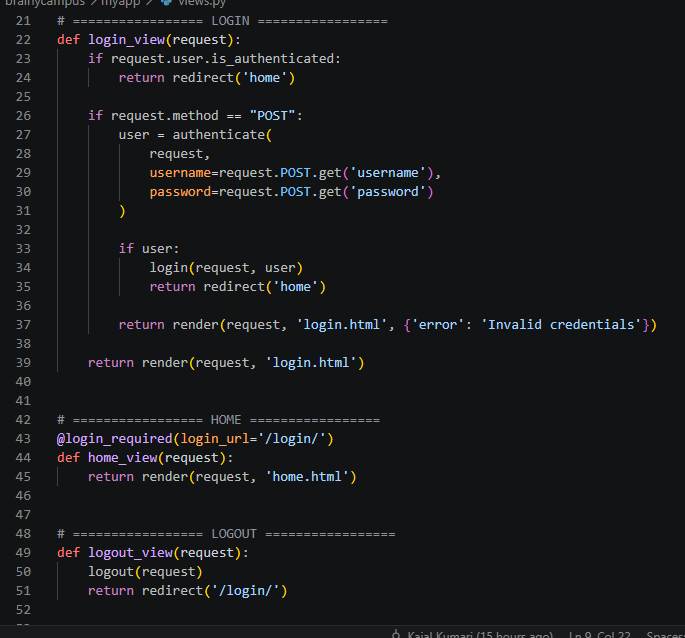 brainycampus > myapp > views.py
21 # ================= LOGIN =================
22 def login_view(request):
23     if request.user.is_authenticated:
24         return redirect('home')
25
26     if request.method == "POST":
27         user = authenticate(
28             request,
29             username=request.POST.get('username'),
30             password=request.POST.get('password')
31         )
32
33         if user:
34             login(request, user)
35             return redirect('home')
36
37         return render(request, 'login.html', {'error': 'Invalid credentials'})
38
39     return render(request, 'login.html')
40
41
42 # ================= HOME =================
43 @login_required(login_url='/login/')
44 def home_view(request):
45     return render(request, 'home.html')
46
47
48 # ================= LOGOUT =================
49 def logout_view(request):
50     logout(request)
51     return redirect('/login/')
52
Kajal Kumari (15 hours ago) Ln 9, Col 22 Spaces